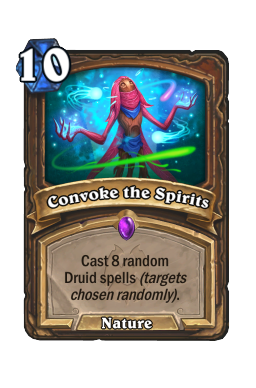 10
Convoke the Spirits
Cast 8 random
Druid spells (targets
chosen randomly).
Nature